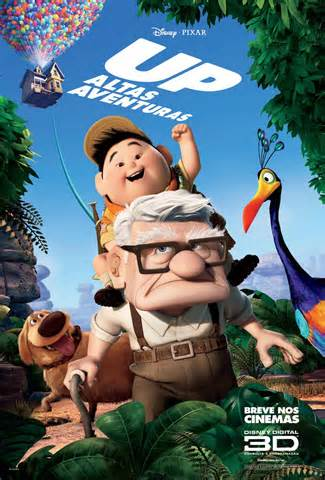 Disney · PIXAR
UP
ALTAS
AVENTURAS
BREVE NOS
CINEMAS
DISNEY DIGITAL
3D